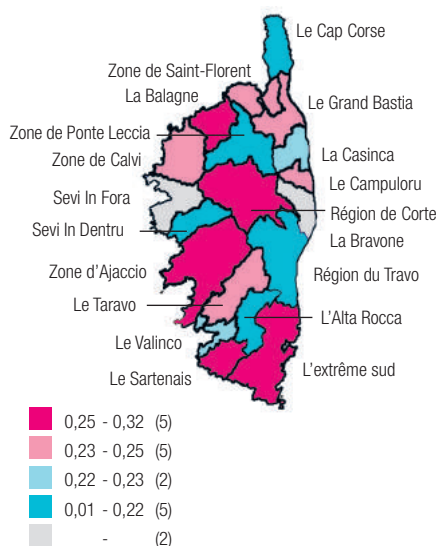 Le Cap Corse
Zone de Saint-Florent
La Balagne
Le Grand Bastia
Zone de Ponte Leccia
La Casinca
Zone de Calvi
Le Campuloru
Sevi In Fora
Région de Corte
Sevi In Dentru
La Bravone
Zone d'Ajaccio
Région du Travo
Le Taravo
L'Alta Rocca
Le Valinco
L'extrême sud
Le Sartenais
0,25 - 0,32 (5)
0,23 - 0,25 (5)
0,22 - 0,23 (2)
0,01 - 0,22 (5)
- (2)